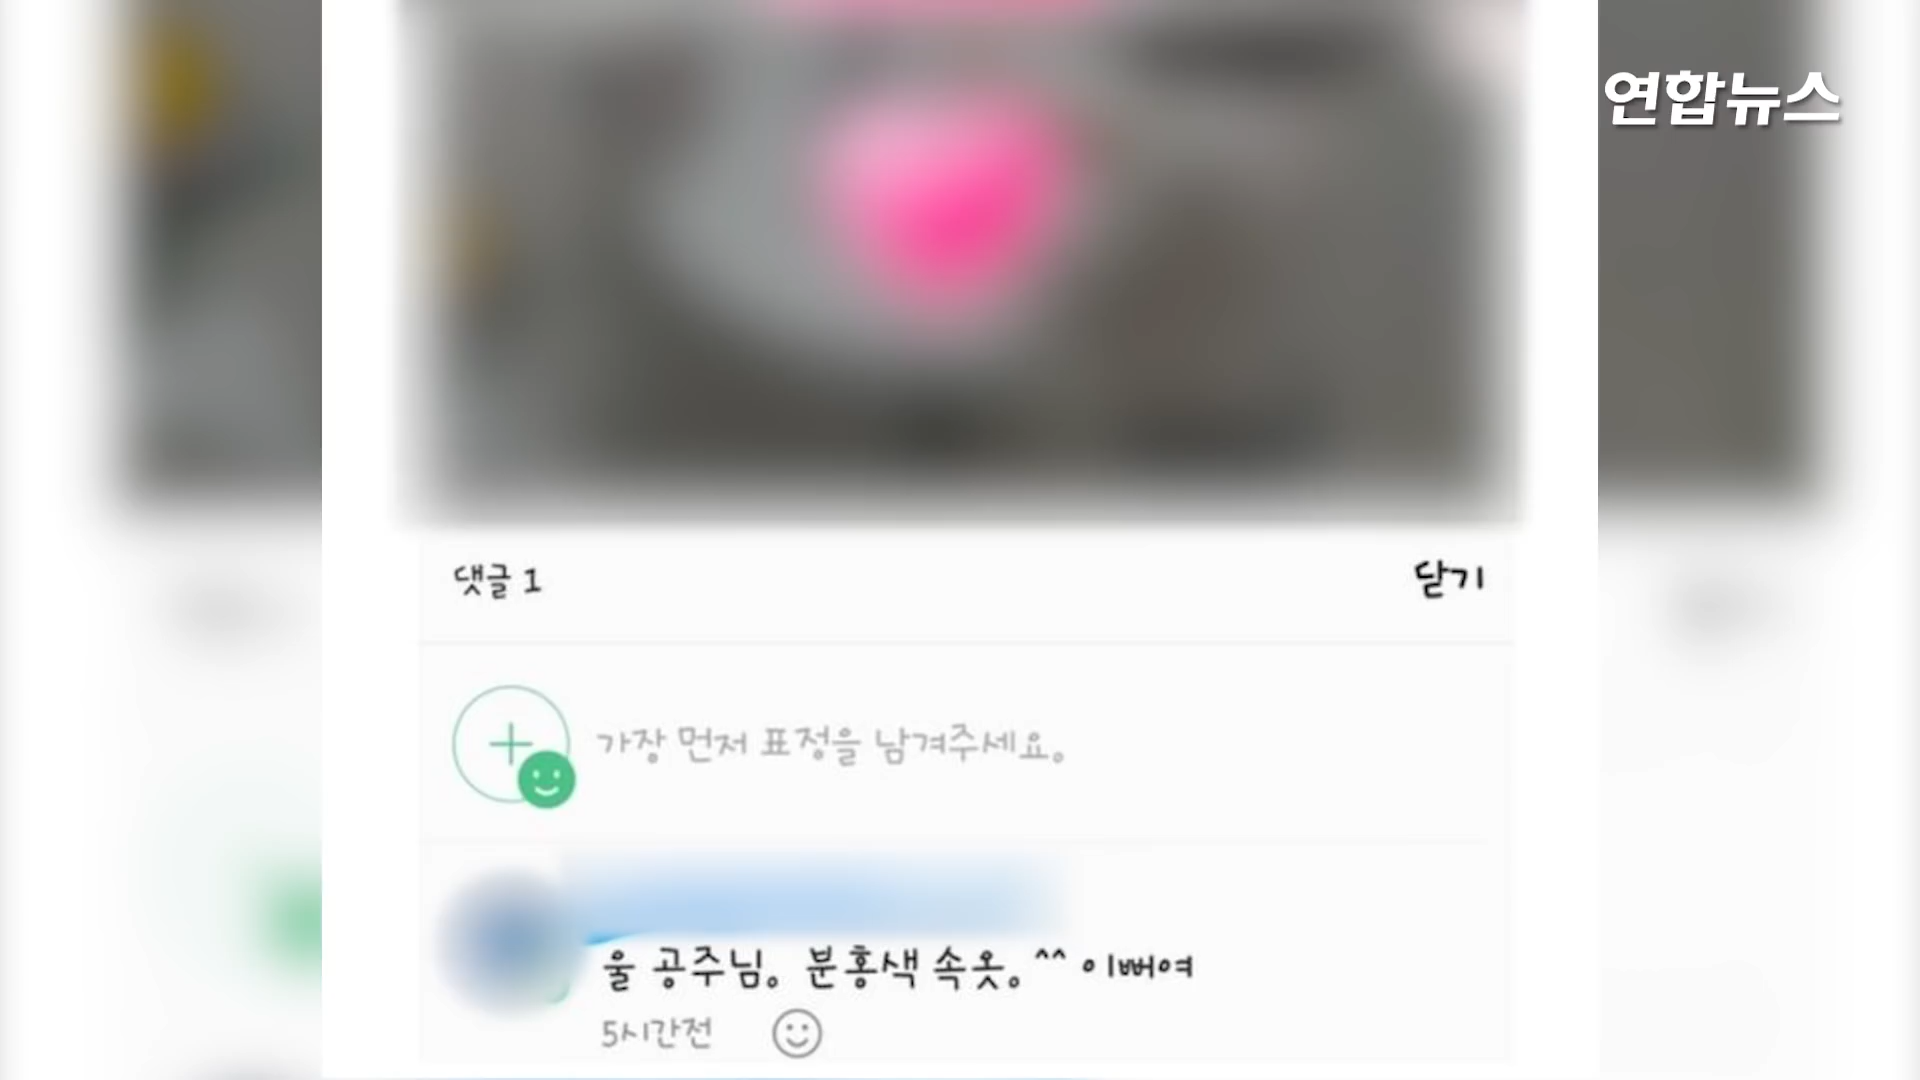 연합뉴스
댓글 1 닫기
가장 먼저 표정을 남겨주세요。
울 공주님。 분홍색 속옷。 ^^ 이뻐여
5시간전